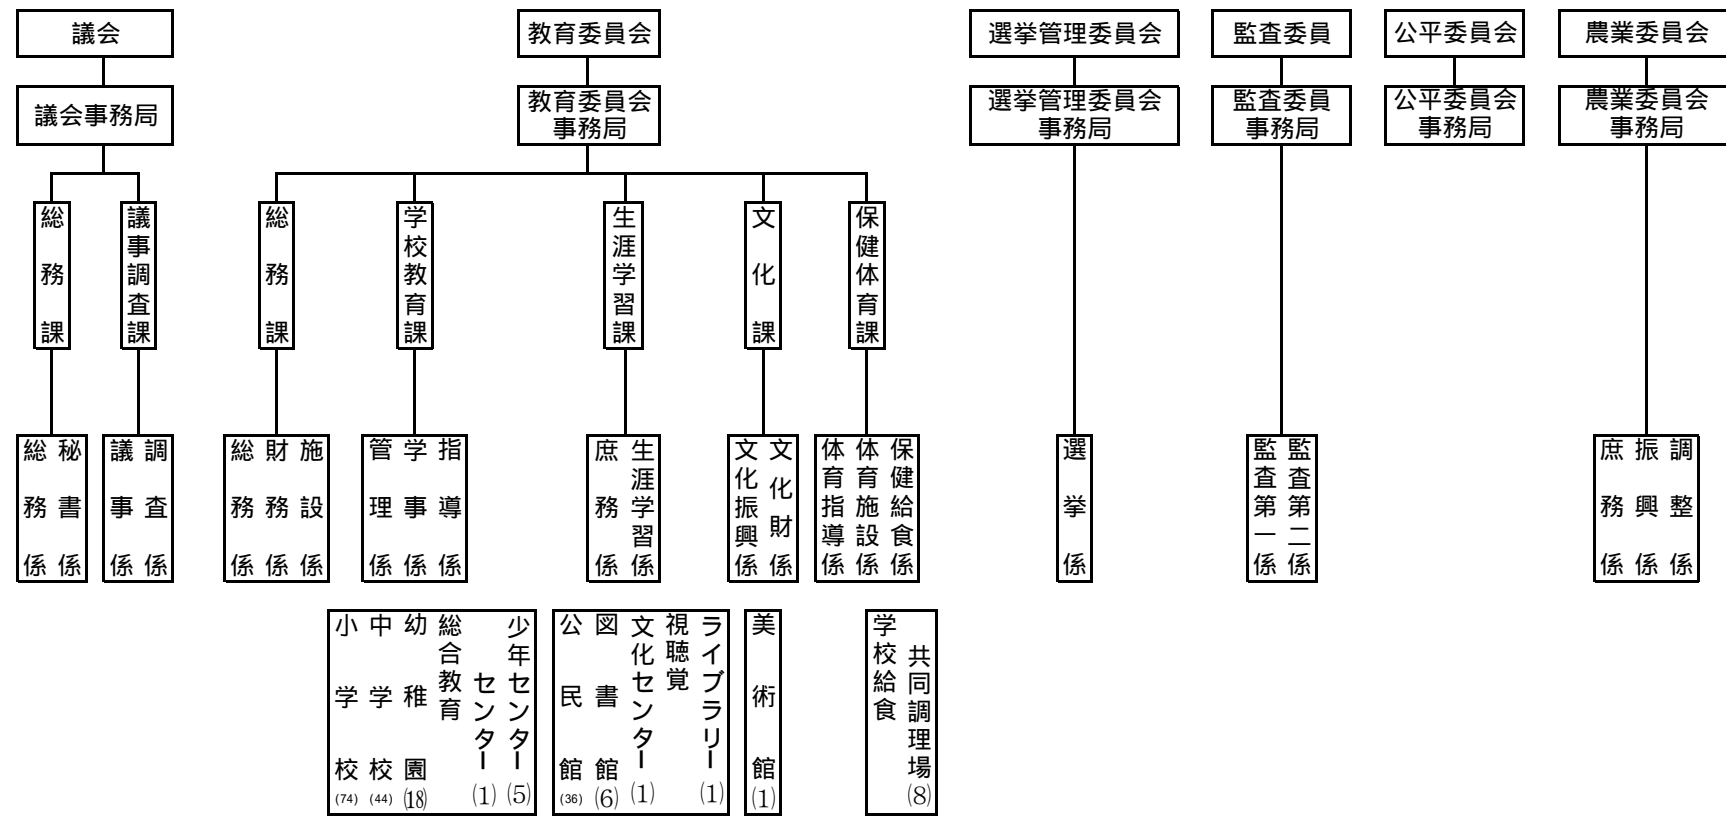 議会
教育委員会
選挙管理委員会
監査委員
公平委員会
農業委員会
議会事務局
教育委員会
事務局
選挙管理委員会
事務局
監査委員
事務局
公平委員会
事務局
農業委員会
事務局
総務課
議事調査課
総務課
学校教育課
生涯学習課
文化課
保健体育課
総務係
秘書係
議事係
調査係
総務係
財務係
施設係
管理係
学事係
指導係
庶務係
生涯学習係
文化振興係
文化財係
体育指導係
体育施設係
保健給食係
選挙係
監査第一係
監査第二係
庶務係
振興係
調整係
小学校(74)
中学校(44)
幼稚園(18)
総合教育
センター(1)
少年センター(5)
公民館(36)
図書館(6)
文化センター(1)
視聴覚
ライブラリー(1)
美術館(1)
学校給食
共同調理場(8)